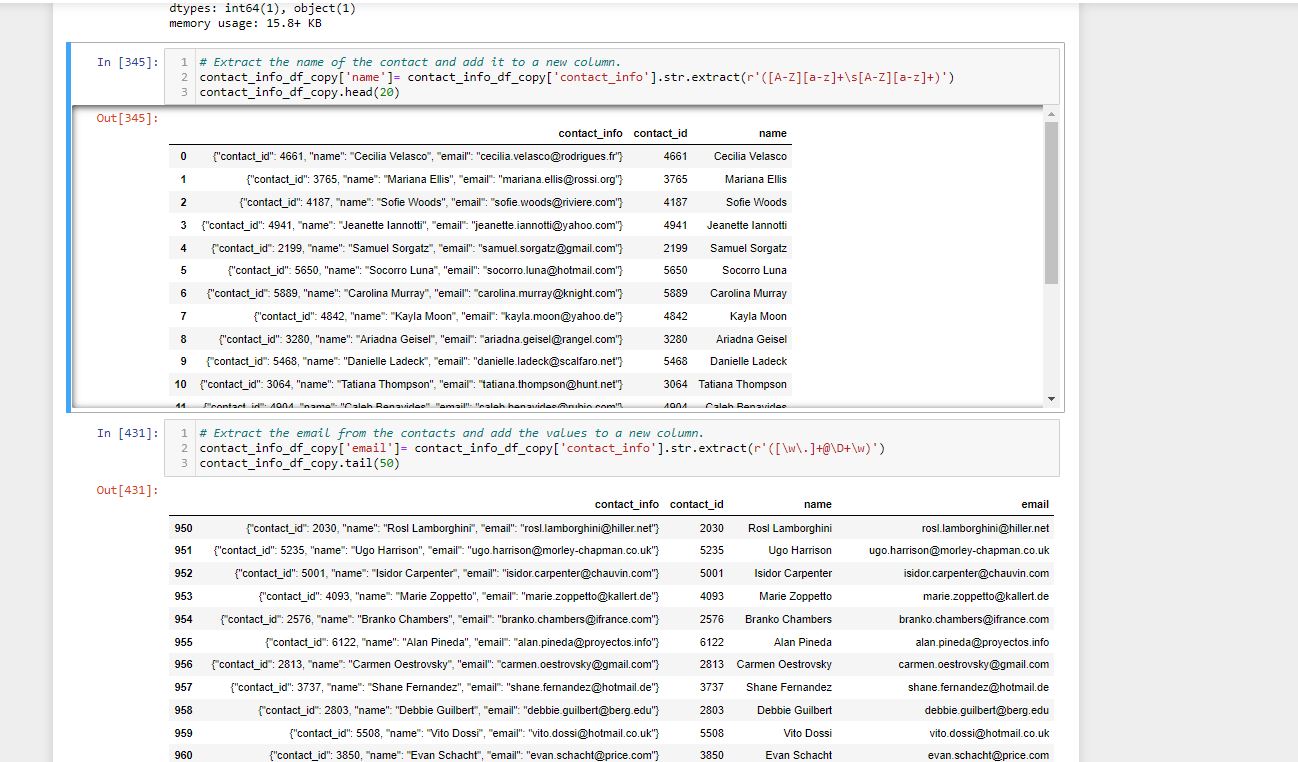 dtypes: int64(1), object(1)
memory usage: 15.8+ KB
In [345]:
1 # Extract the name of the contact and add it to a new column.
2 contact_info_df_copy['name']= contact_info_df_copy['contact_info'].str.extract(r'([A-Z][a-z]+\s[A-Z][a-z]+)')
3 contact_info_df_copy.head(20)
Out[345]:
contact_info contact_id name
0 {"contact_id": 4661, "name": "Cecilia Velasco", "email": "cecilia.velasco@rodrigues.fr"} 4661 Cecilia Velasco
1 {"contact_id": 3765, "name": "Mariana Ellis", "email": "mariana.ellis@rossi.org"} 3765 Mariana Ellis
2 {"contact_id": 4187, "name": "Sofie Woods", "email": "sofie.woods@riviere.com"} 4187 Sofie Woods
3 {"contact_id": 4941, "name": "Jeanette Iannotti", "email": "jeanette.iannotti@yahoo.com"} 4941 Jeanette Iannotti
4 {"contact_id": 2199, "name": "Samuel Sorgatz", "email": "samuel.sorgatz@gmail.com"} 2199 Samuel Sorgatz
5 {"contact_id": 5650, "name": "Socorro Luna", "email": "socorro.luna@hotmail.com"} 5650 Socorro Luna
6 {"contact_id": 5889, "name": "Carolina Murray", "email": "carolina.murray@knight.com"} 5889 Carolina Murray
7 {"contact_id": 4842, "name": "Kayla Moon", "email": "kayla.moon@yahoo.de"} 4842 Kayla Moon
8 {"contact_id": 3280, "name": "Ariadna Geisel", "email": "ariadna.geisel@rangel.com"} 3280 Ariadna Geisel
9 {"contact_id": 5468, "name": "Danielle Ladeck", "email": "danielle.ladeck@scalfaro.net"} 5468 Danielle Ladeck
10 {"contact_id": 3064, "name": "Tatiana Thompson", "email": "tatiana.thompson@hunt.net"} 3064 Tatiana Thompson
11 {"contact_id": 4904, "name": "Caleb Benavides", "email": "caleb.benavides@rubio.com"} 4904 Caleb Benavides
In [431]:
1 # Extract the email from the contacts and add the values to a new column.
2 contact_info_df_copy['email']= contact_info_df_copy['contact_info'].str.extract(r'([\w\.]+@\D+\w)')
3 contact_info_df_copy.tail(50)
Out[431]:
contact_info contact_id name email
950 {"contact_id": 2030, "name": "Rosl Lamborghini", "email": "rosl.lamborghini@hiller.net"} 2030 Rosl Lamborghini rosl.lamborghini@hiller.net
951 {"contact_id": 5235, "name": "Ugo Harrison", "email": "ugo.harrison@morley-chapman.co.uk"} 5235 Ugo Harrison ugo.harrison@morley-chapman.co.uk
952 {"contact_id": 5001, "name": "Isidor Carpenter", "email": "isidor.carpenter@chauvin.com"} 5001 Isidor Carpenter isidor.carpenter@chauvin.com
953 {"contact_id": 4093, "name": "Marie Zoppetto", "email": "marie.zoppetto@kallert.de"} 4093 Marie Zoppetto marie.zoppetto@kallert.de
954 {"contact_id": 2576, "name": "Branko Chambers", "email": "branko.chambers@ifrance.com"} 2576 Branko Chambers branko.chambers@ifrance.com
955 {"contact_id": 6122, "name": "Alan Pineda", "email": "alan.pineda@proyectos.info"} 6122 Alan Pineda alan.pineda@proyectos.info
956 {"contact_id": 2813, "name": "Carmen Oestrovsky", "email": "carmen.oestrovsky@gmail.com"} 2813 Carmen Oestrovsky carmen.oestrovsky@gmail.com
957 {"contact_id": 3737, "name": "Shane Fernandez", "email": "shane.fernandez@hotmail.de"} 3737 Shane Fernandez shane.fernandez@hotmail.de
958 {"contact_id": 2803, "name": "Debbie Guilbert", "email": "debbie.guilbert@berg.edu"} 2803 Debbie Guilbert debbie.guilbert@berg.edu
959 {"contact_id": 5508, "name": "Vito Dossi", "email": "vito.dossi@hotmail.co.uk"} 5508 Vito Dossi vito.dossi@hotmail.co.uk
960 {"contact_id": 3850, "name": "Evan Schacht", "email": "evan.schacht@price.com"} 3850 Evan Schacht evan.schacht@price.com